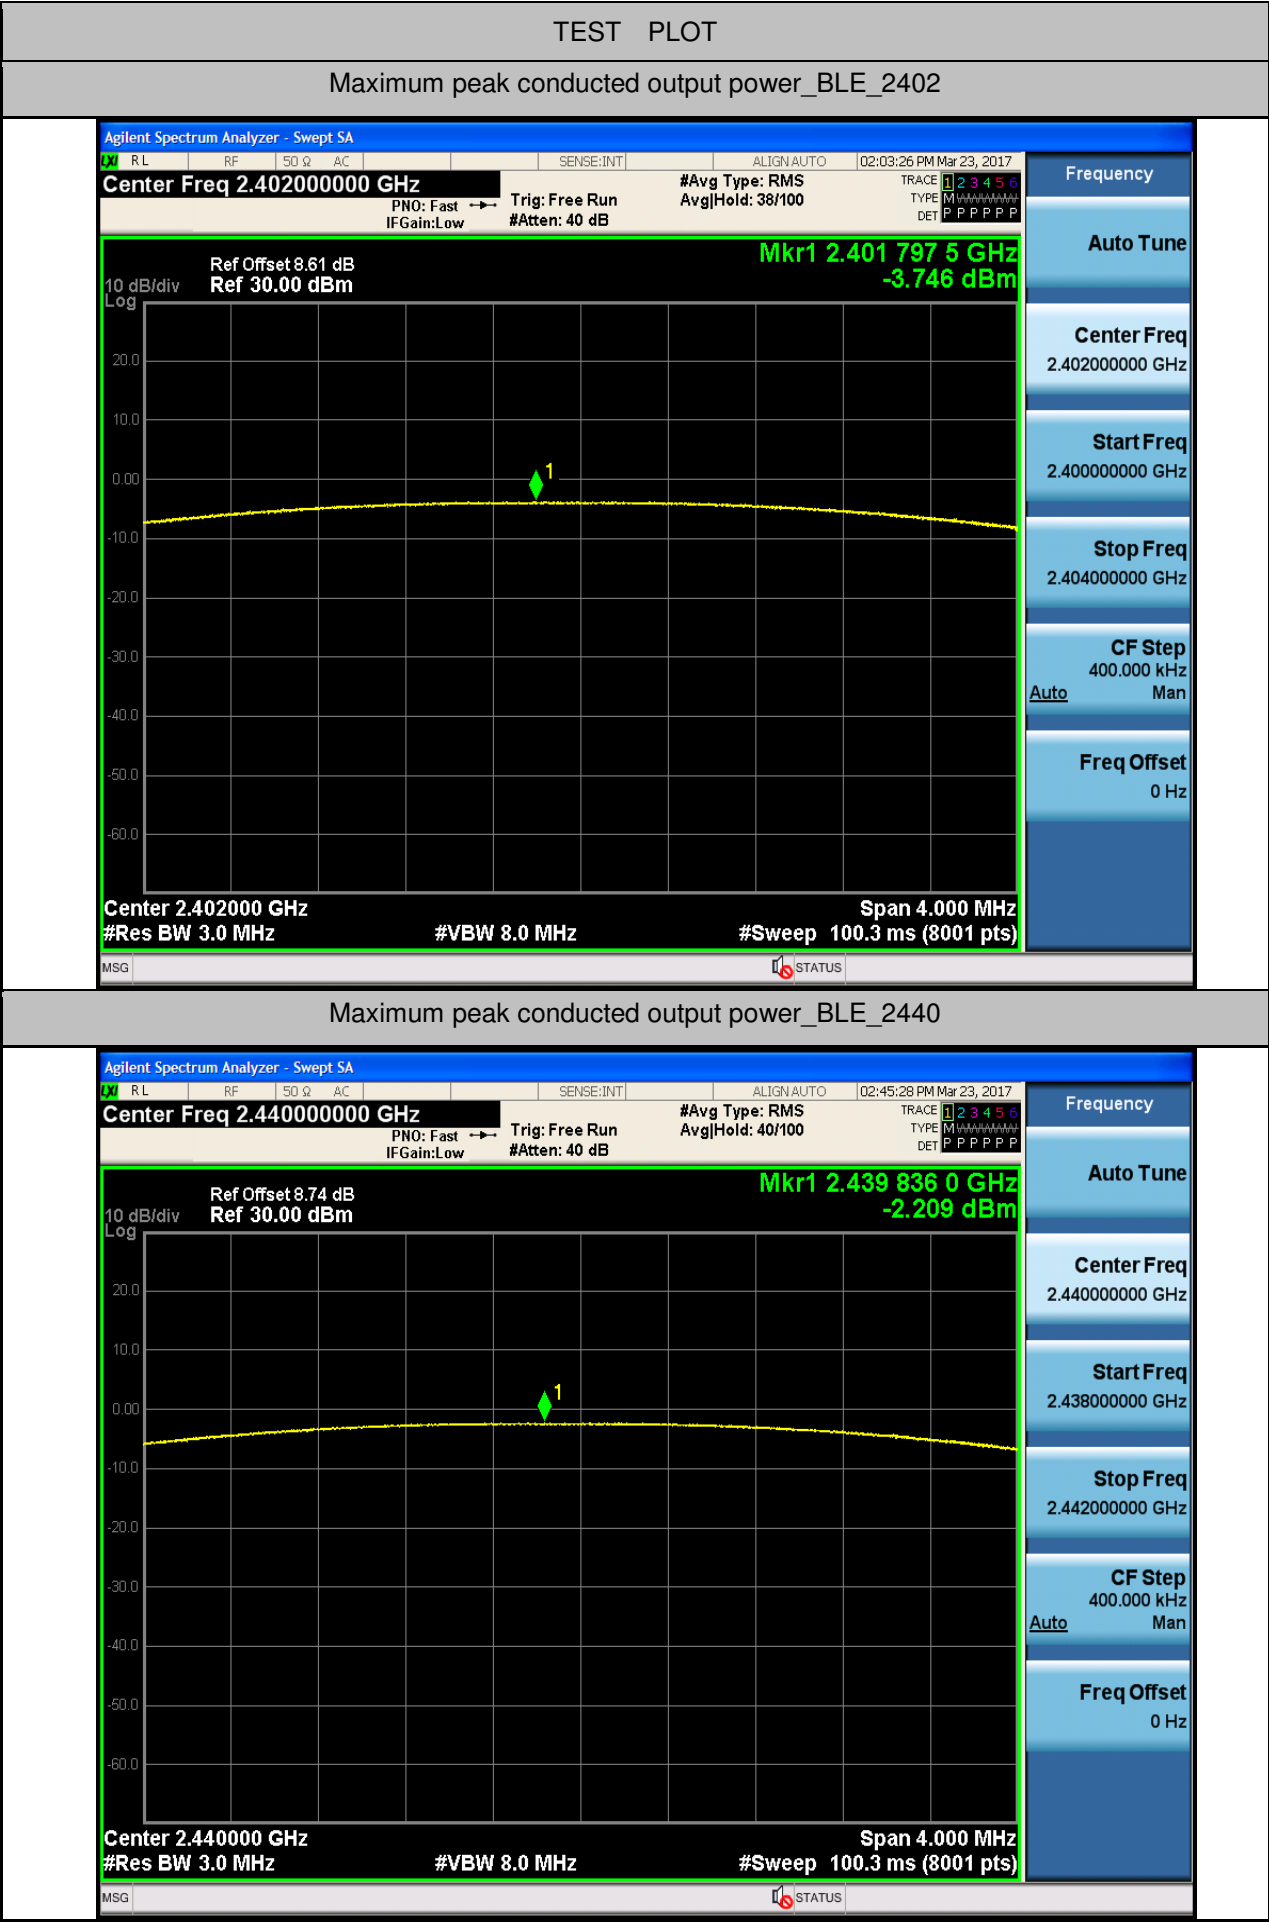 TEST PLOT
Maximum peak conducted output power_BLE_2402
Agilent Spectrum Analyzer - Swept SA
LXI RL RF 50 Ω AC SENSE:INT ALIGN AUTO 02:03:26 PM Mar 23, 2017
Center Freq 2.402000000 GHz
PNO: Fast
IFGain:Low
Trig: Free Run
#Atten: 40 dB
#Avg Type: RMS
Avg|Hold: 38/100
TRACE 1 2 3 4 5 6
TYPE M
DET P P P P P P
Mkr1 2.401 797 5 GHz
-3.746 dBm
Ref Offset 8.61 dB
10 dB/div Ref 30.00 dBm
Log
20.0
10.0
1
0.00
-10.0
-20.0
-30.0
-40.0
-50.0
-60.0
Center 2.402000 GHz Span 4.000 MHz
#Res BW 3.0 MHz #VBW 8.0 MHz #Sweep 100.3 ms (8001 pts)
MSG STATUS
Frequency
Auto Tune
Center Freq
2.402000000 GHz
Start Freq
2.400000000 GHz
Stop Freq
2.404000000 GHz
CF Step
400.000 kHz
Auto Man
Freq Offset
0 Hz
Maximum peak conducted output power_BLE_2440
Agilent Spectrum Analyzer - Swept SA
LXI RL RF 50 Ω AC SENSE:INT ALIGN AUTO 02:45:28 PM Mar 23, 2017
Center Freq 2.440000000 GHz
PNO: Fast
IFGain:Low
Trig: Free Run
#Atten: 40 dB
#Avg Type: RMS
Avg|Hold: 40/100
TRACE 1 2 3 4 5 6
TYPE M
DET P P P P P P
Mkr1 2.439 836 0 GHz
-2.209 dBm
Ref Offset 8.74 dB
10 dB/div Ref 30.00 dBm
Log
20.0
10.0
1
0.00
-10.0
-20.0
-30.0
-40.0
-50.0
-60.0
Center 2.440000 GHz Span 4.000 MHz
#Res BW 3.0 MHz #VBW 8.0 MHz #Sweep 100.3 ms (8001 pts)
MSG STATUS
Frequency
Auto Tune
Center Freq
2.440000000 GHz
Start Freq
2.438000000 GHz
Stop Freq
2.442000000 GHz
CF Step
400.000 kHz
Auto Man
Freq Offset
0 Hz